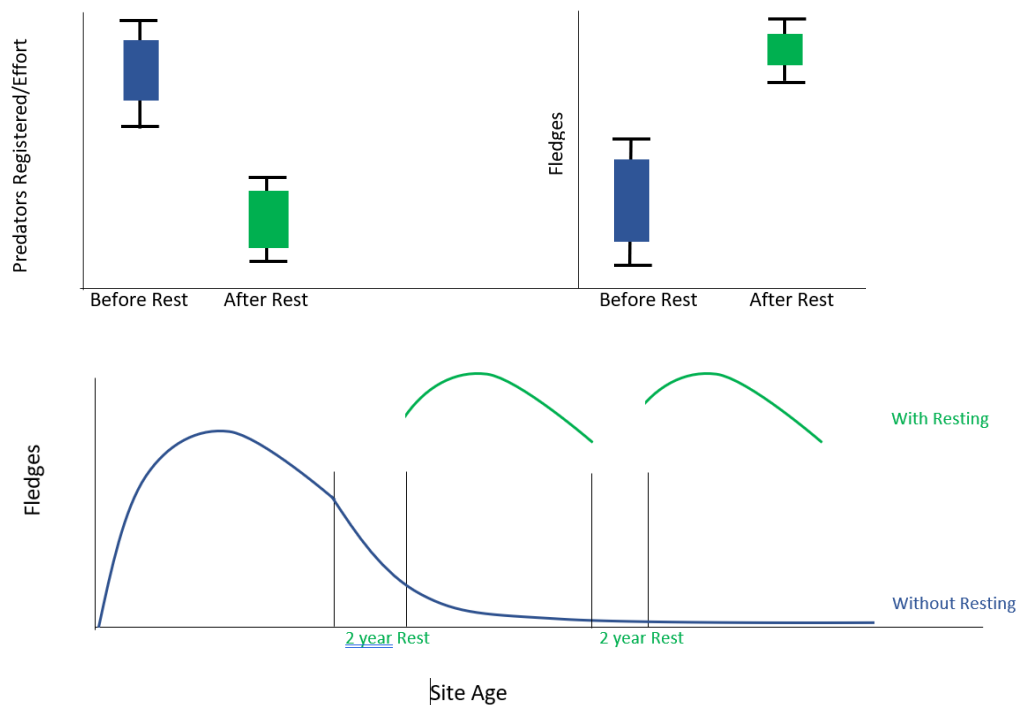 Predators Registered/Effort
Before Rest
After Rest
Fledges
Before Rest
After Rest
Fledges
With Resting
Without Resting
2 year Rest
2 year Rest
Site Age